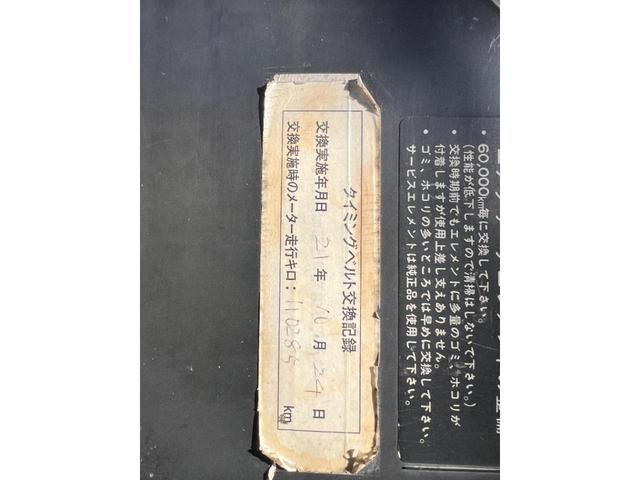 タイミングベルト交換記録
交換実施年月日 21年 10月 24日
交換実施時のメーター走行キロ: 110285 km
• 60,000km毎に交換して下さい。
(性能が低下しますので清掃はしないで下さい。)
• 交換時期前でもエレメントに多量のゴミ、ホコリが
付着しますが使用上差し支えありません。
• ゴミ、ホコリの多いところでは早めに交換して下さい。
サービスエレメントは純正品を使用して下さい。